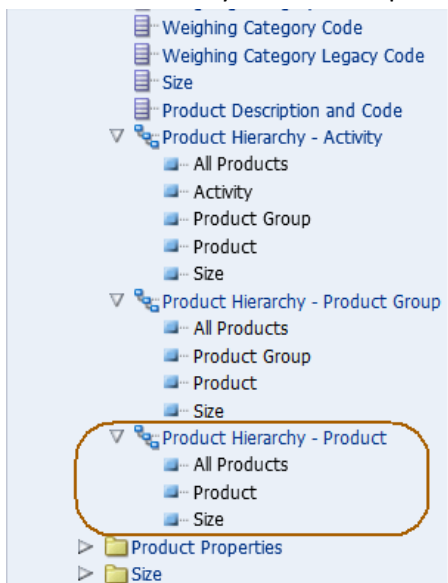 Weighing Category Code
Weighing Category Legacy Code
Size
Product Description and Code
Product Hierarchy - Activity
All Products
Activity
Product Group
Product
Size
Product Hierarchy - Product Group
All Products
Product Group
Product
Size
Product Hierarchy - Product
All Products
Product
Size
Product Properties
Size